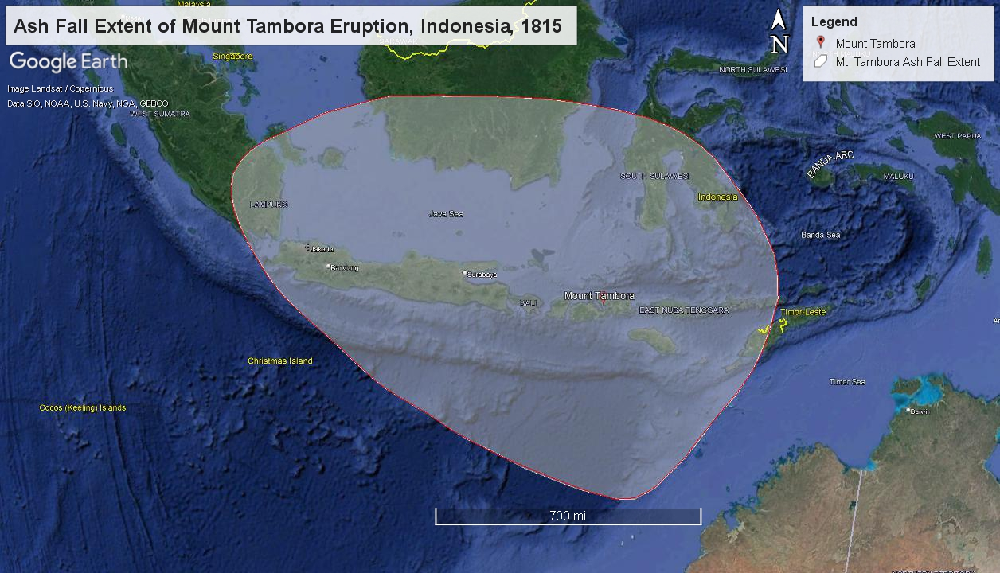 Malaysia
Ash Fall Extent of Mount Tambora Eruption, Indonesia, 1815
N
Legend
Mount Tambora
Mt. Tambora Ash Fall Extent
Google Earth
Singapore
NORTH SULAWESI
Image Landsat / Copernicus
Data SIO, NOAA, U.S. Navy, NGA, GEBCO
WEST SUMATRA
WEST PAPUA
BANDA ARC
SOUTH SULAWESI
MALUKU
Indonesia
LAMPUNG
Java Sea
Banda Sea
Jakarta
Bandung
Surabaya
Mount Tambora
BALI
EAST NUSA TENGGARA
Timor-Leste
Christmas Island
Timor Sea
Cocos (Keeling) Islands
Darwin
700 mi
NORTHERN TERRITORY